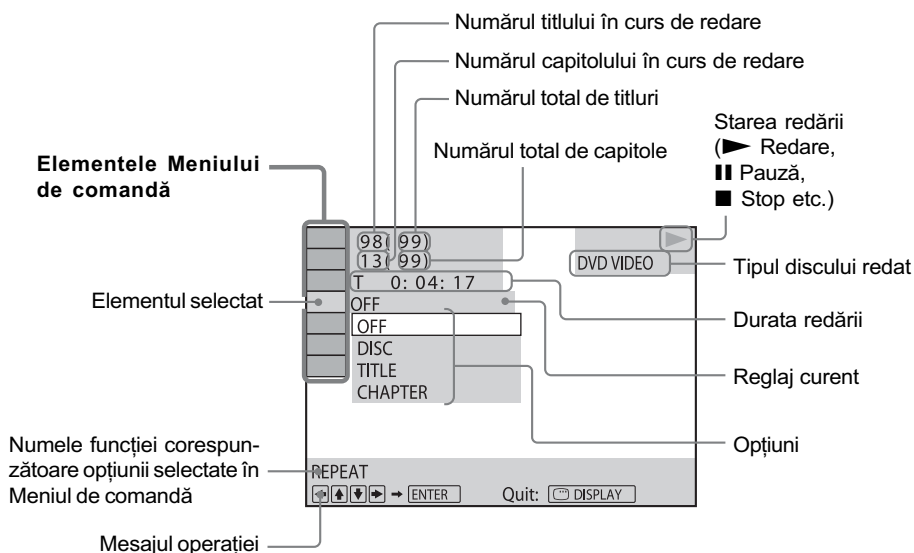 Numărul titlului în curs de redare
Numărul capitolului în curs de redare
Numărul total de titluri
Numărul total de capitole
Starea redării
(► Redare,
❚❚ Pauză,
■ Stop etc.)
Elementele Meniului
de comandă
98( 99)
13( 99)
T 0: 04: 17
OFF
OFF
DISC
TITLE
CHAPTER
DVD VIDEO
Tipul discului redat
Elementul selectat
Durata redării
Reglaj curent
Opțiuni
Numele funcției corespun-
zătoare opțiunii selectate în
Meniul de comandă
REPEAT
← ↑ ↓ → → ENTER Quit: DISPLAY
Mesajul operației